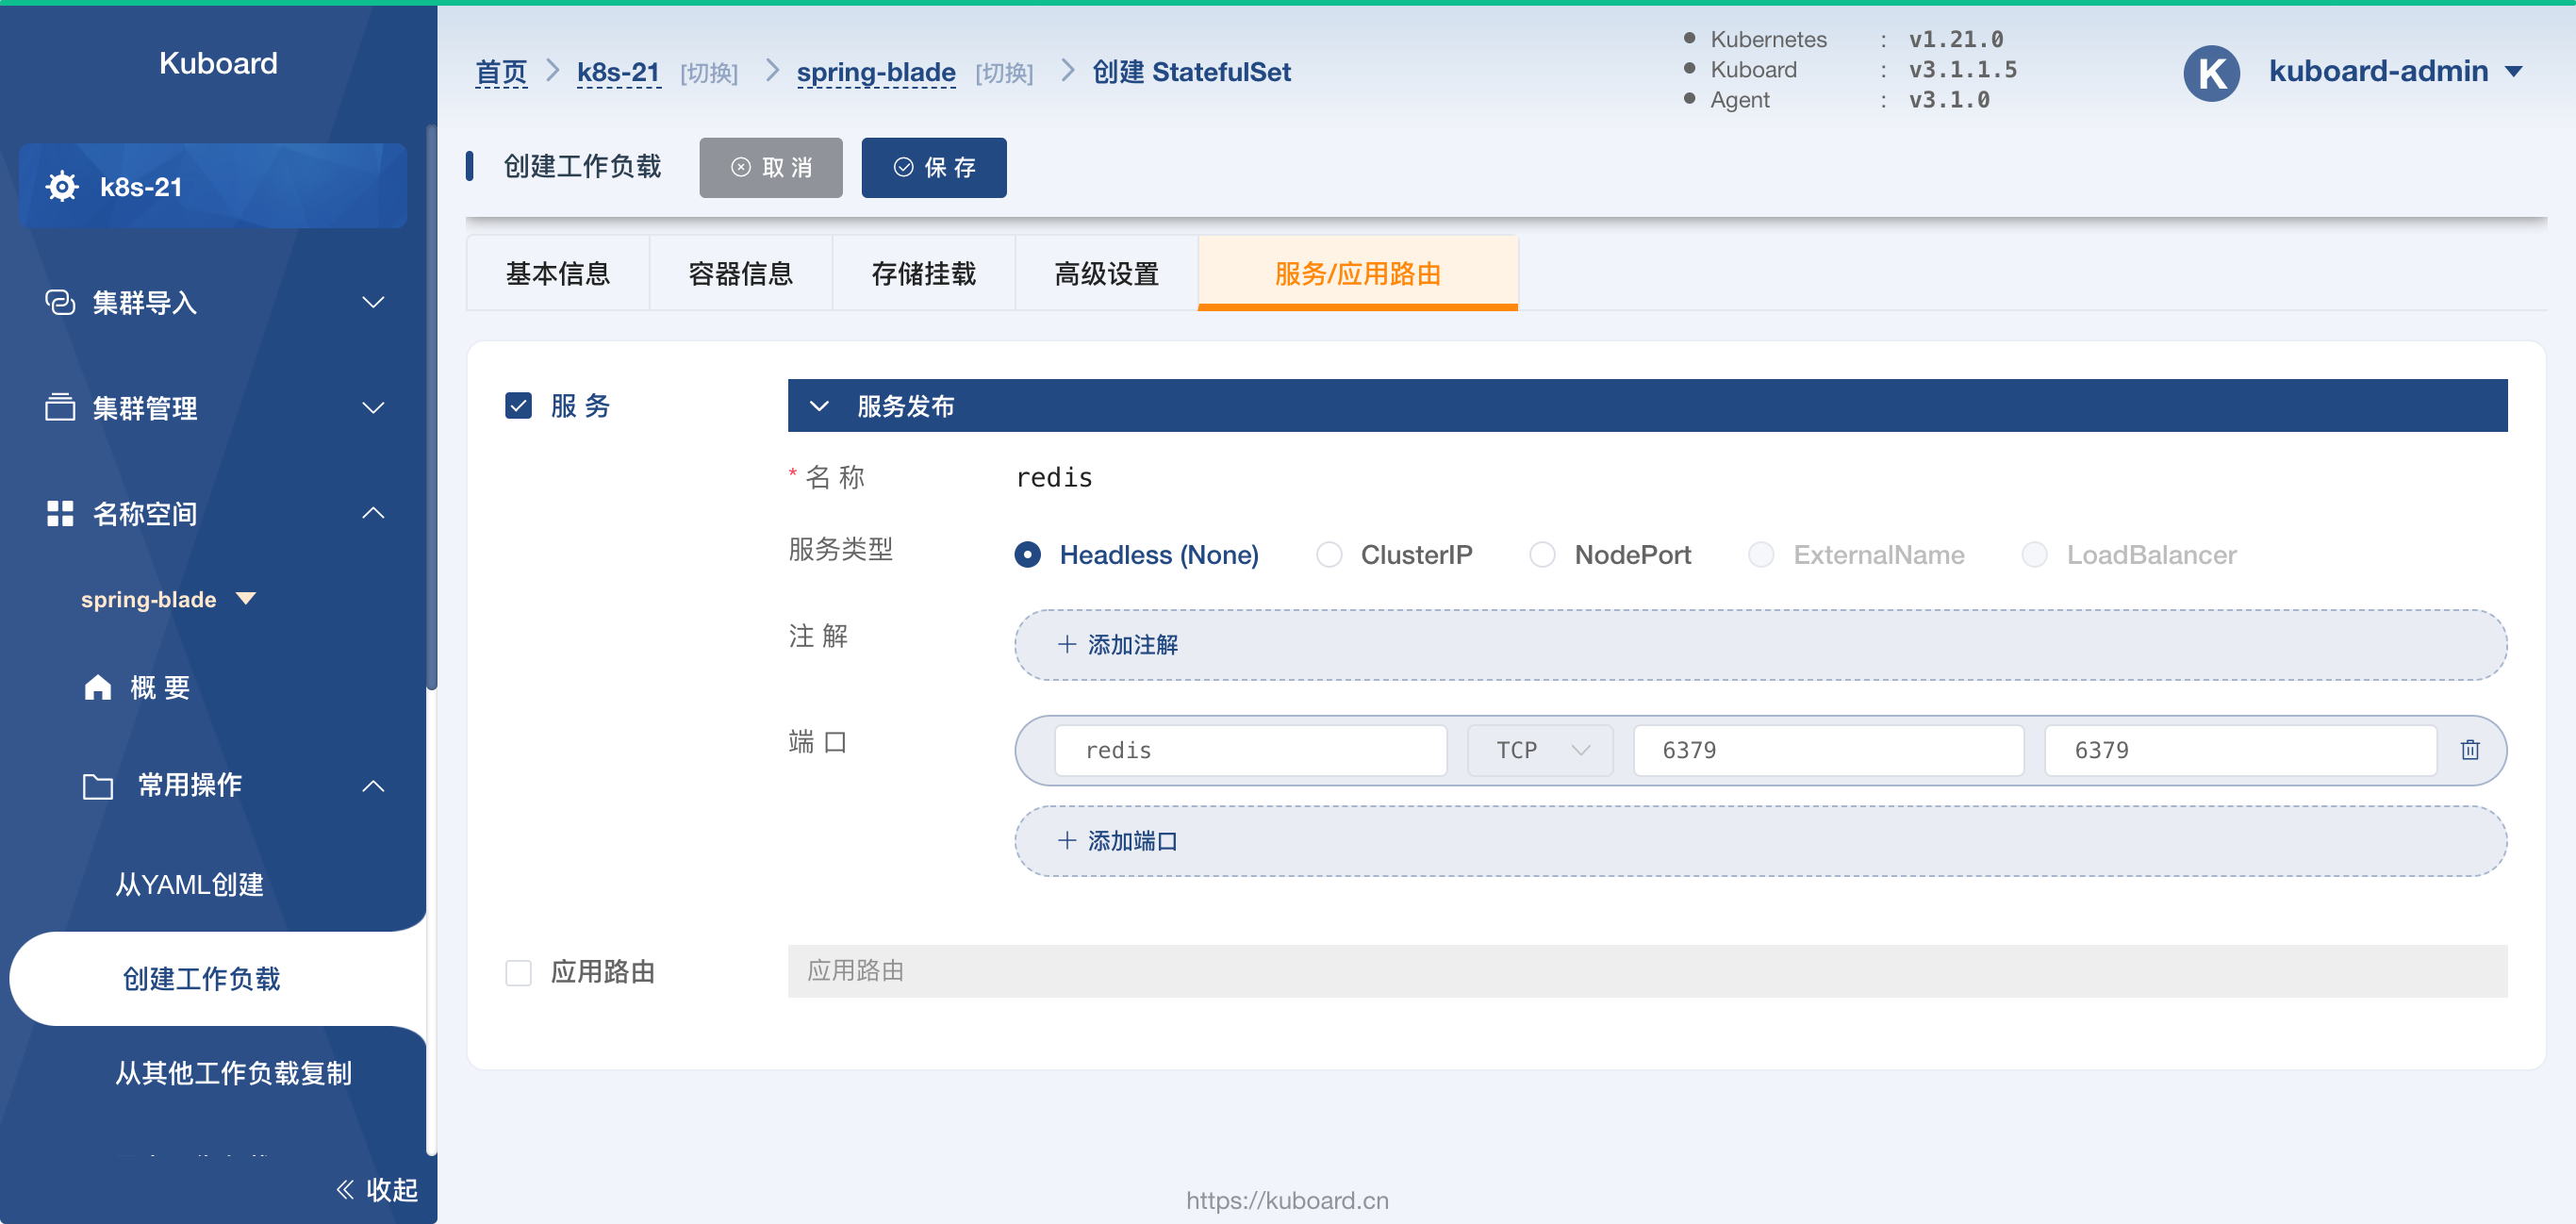 Kuboard
k8s-21
集群导入
集群管理
名称空间
spring-blade
概 要
常用操作
从YAML创建
创建工作负载
从其他工作负载复制
收起
首页 k8s-21 [切换] spring-blade [切换] 创建 StatefulSet
Kubernetes : v1.21.0
Kuboard : v3.1.1.5
Agent : v3.1.0
K kuboard-admin
创建工作负载 取 消 保 存
基本信息 容器信息 存储挂载 高级设置 服务/应用路由
服 务 服务发布
* 名 称 redis
服务类型 Headless (None) ClusterIP NodePort ExternalName LoadBalancer
注 解 + 添加注解
端 口 redis TCP 6379 6379
+ 添加端口
应用路由 应用路由
https://kuboard.cn